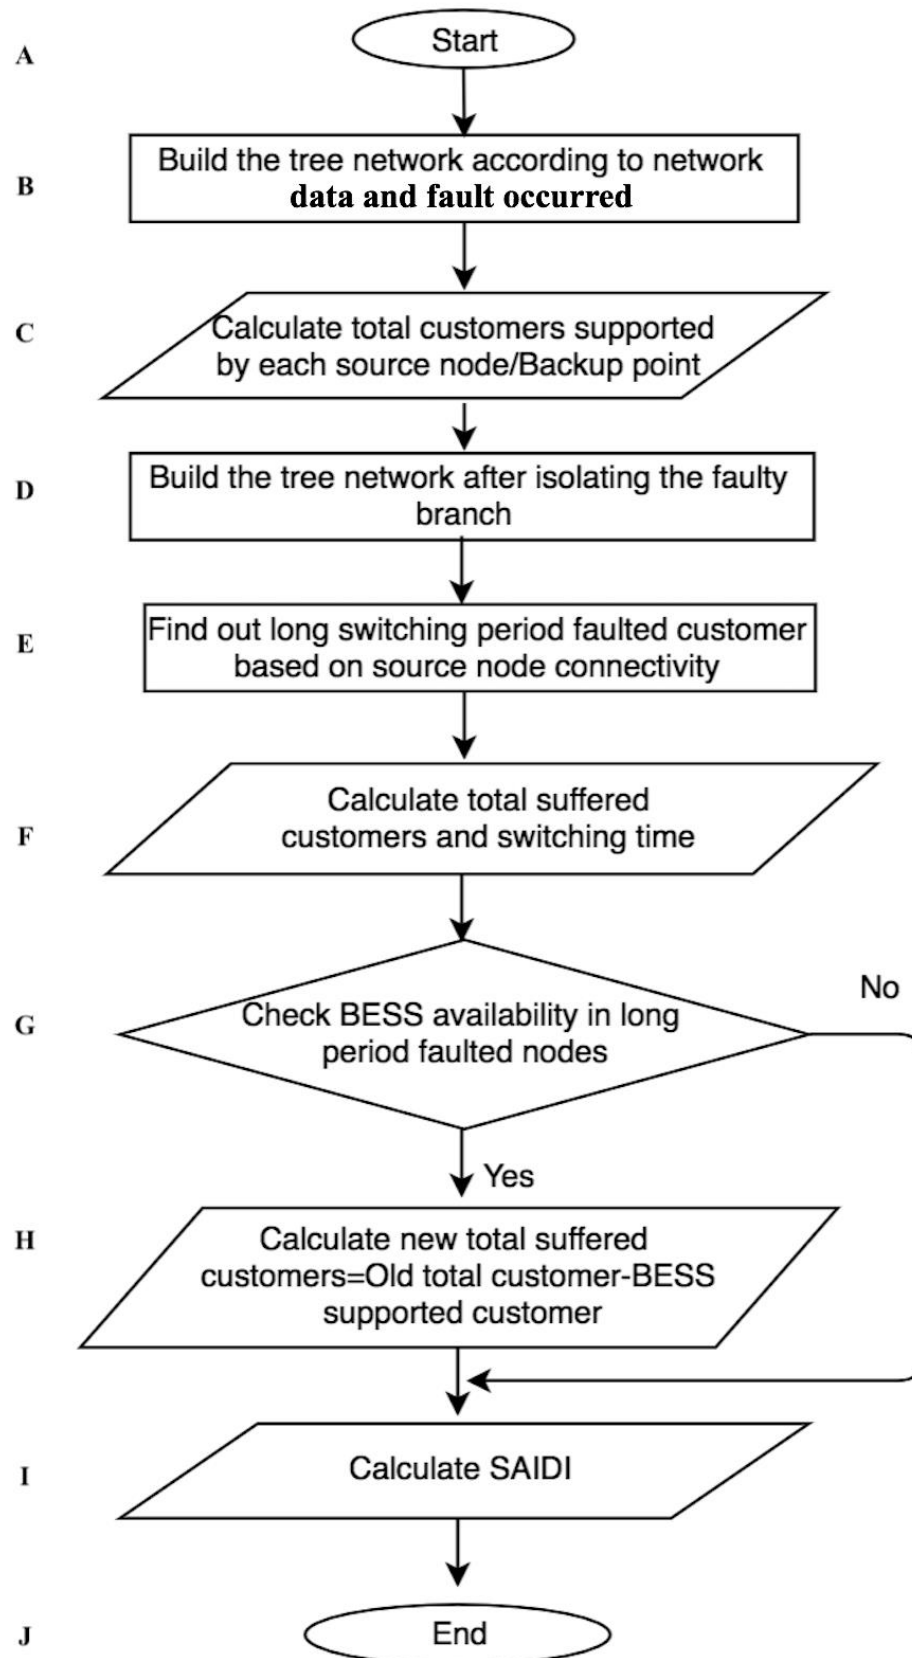 A
Start
B
Build the tree network according to network
data and fault occurred
C
Calculate total customers supported
by each source node/Backup point
D
Build the tree network after isolating the faulty
branch
E
Find out long switching period faulted customer
based on source node connectivity
F
Calculate total suffered
customers and switching time
G
Check BESS availability in long
period faulted nodes
No
Yes
H
Calculate new total suffered
customers=Old total customer-BESS
supported customer
I
Calculate SAIDI
J
End